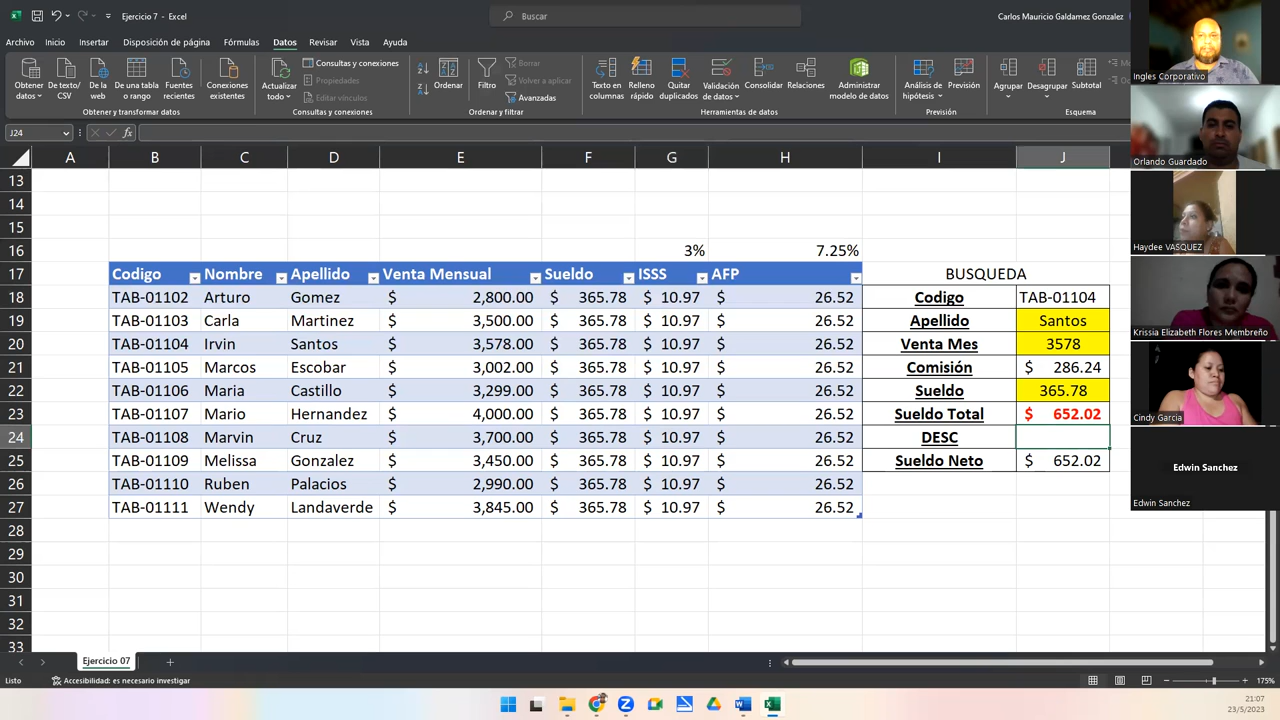 Ejercicio 7 - Excel
Buscar
Carlos Mauricio Galdamez Gonzalez
Archivo Inicio Insertar Disposición de página Fórmulas Datos Revisar Vista Ayuda
Obtener datos
De texto/CSV
De la web
De una tabla o rango
Fuentes recientes
Conexiones existentes
Obtener y transformar datos
Actualizar todo
Consultas y conexiones
Propiedades
Editar vínculos
Consultas y conexiones
Ordenar
Filtro
Borrar
Volver a aplicar
Avanzadas
Ordenar y filtrar
Texto en columnas
Relleno rápido
Quitar duplicados
Validación de datos
Consolidar
Relaciones
Administrar modelo de datos
Herramientas de datos
Análisis de hipótesis
Previsión
Previsión
Agrupar
Desagrupar
Subtotal
Esquema
J24
fx
A B C D E F G H I J
13
14
15
16 3% 7.25%
17 Codigo Nombre Apellido Venta Mensual Sueldo ISSS AFP BUSQUEDA
18 TAB-01102 Arturo Gomez $ 2,800.00 $ 365.78 $ 10.97 $ 26.52 Codigo TAB-01104
19 TAB-01103 Carla Martinez $ 3,500.00 $ 365.78 $ 10.97 $ 26.52 Apellido Santos
20 TAB-01104 Irvin Santos $ 3,578.00 $ 365.78 $ 10.97 $ 26.52 Venta Mes 3578
21 TAB-01105 Marcos Escobar $ 3,002.00 $ 365.78 $ 10.97 $ 26.52 Comisión $ 286.24
22 TAB-01106 Maria Castillo $ 3,299.00 $ 365.78 $ 10.97 $ 26.52 Sueldo 365.78
23 TAB-01107 Mario Hernandez $ 4,000.00 $ 365.78 $ 10.97 $ 26.52 Sueldo Total $ 652.02
24 TAB-01108 Marvin Cruz $ 3,700.00 $ 365.78 $ 10.97 $ 26.52 DESC
25 TAB-01109 Melissa Gonzalez $ 3,450.00 $ 365.78 $ 10.97 $ 26.52 Sueldo Neto $ 652.02
26 TAB-01110 Ruben Palacios $ 2,990.00 $ 365.78 $ 10.97 $ 26.52
27 TAB-01111 Wendy Landaverde $ 3,845.00 $ 365.78 $ 10.97 $ 26.52
28
29
30
31
32
33
Ejercicio 07
Listo
Accesibilidad: es necesario investigar
175%
21:07
23/5/2023
Ingles Corporativo
Orlando Guardado
Haydee VASQUEZ
Krissia Elizabeth Flores Membreño
Cindy Garcia
Edwin Sanchez
Edwin Sanchez